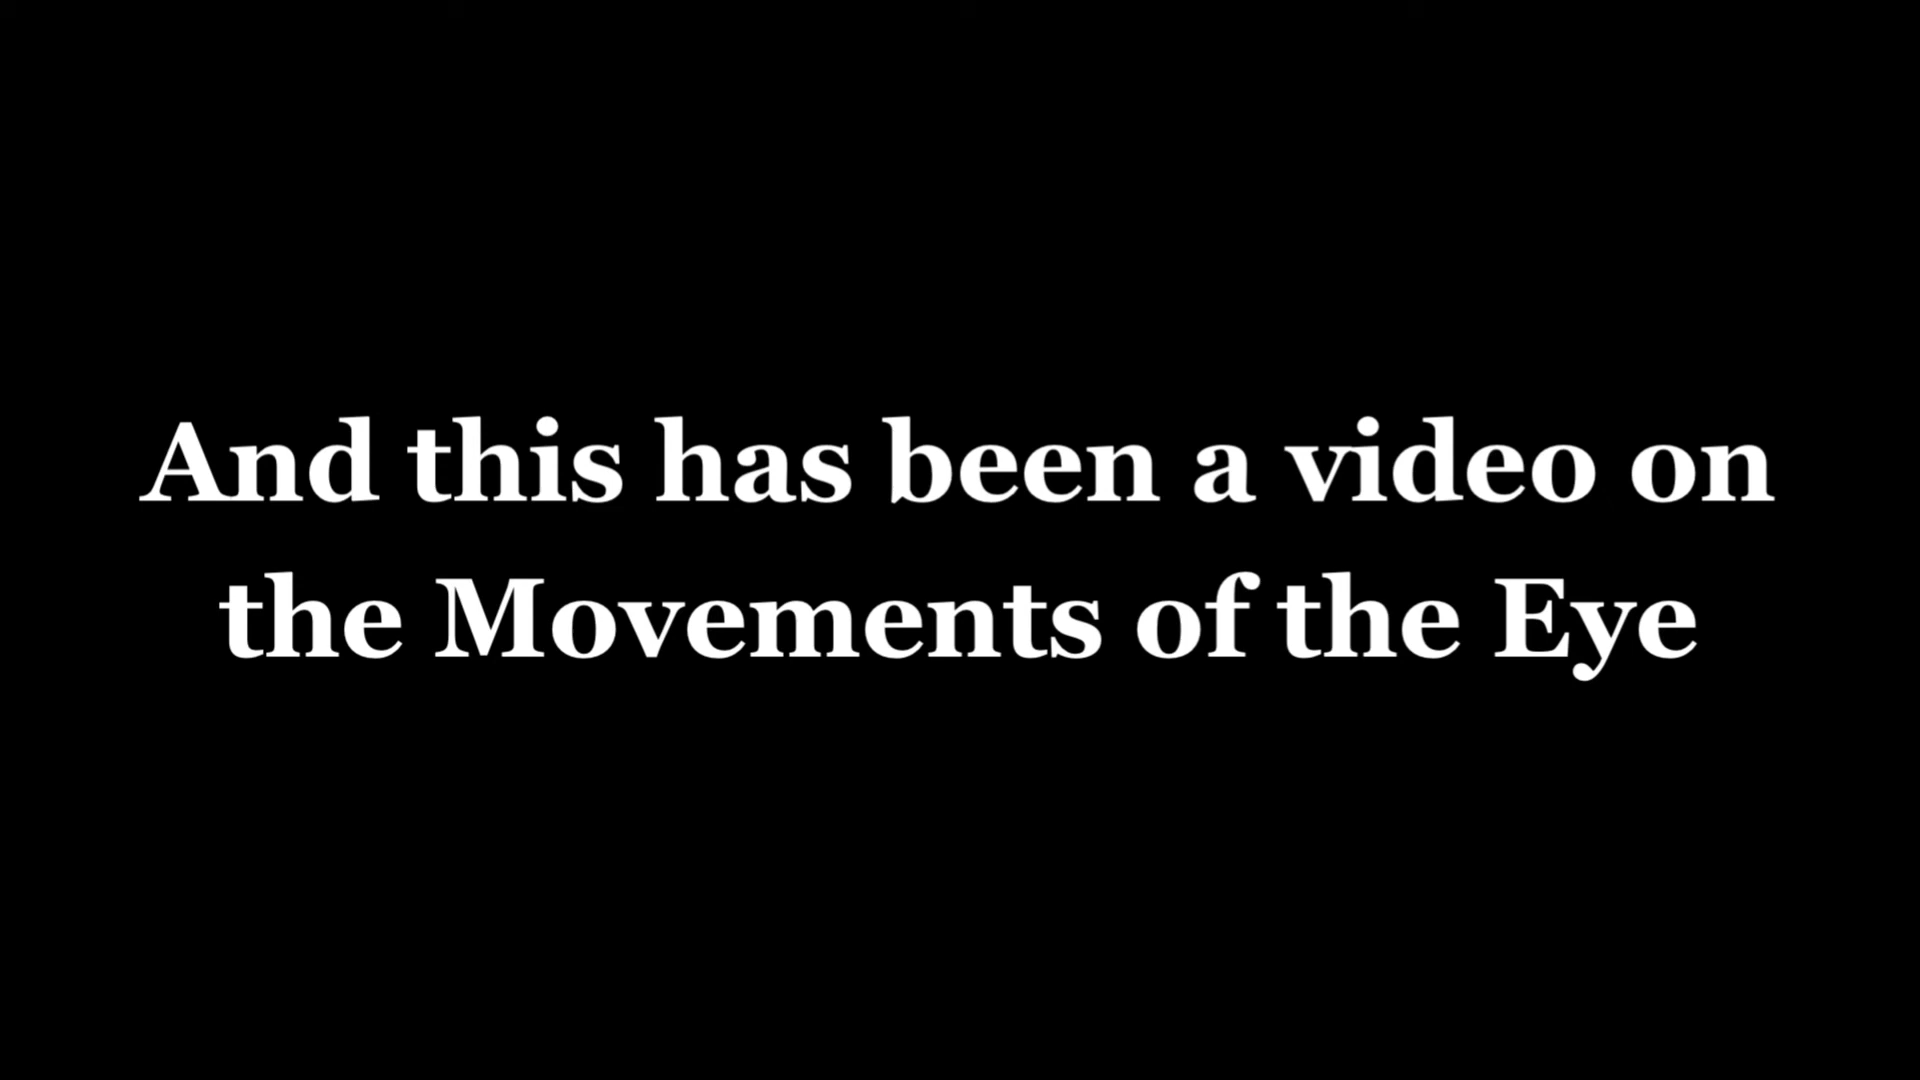 And this has been a video on
the Movements of the Eye